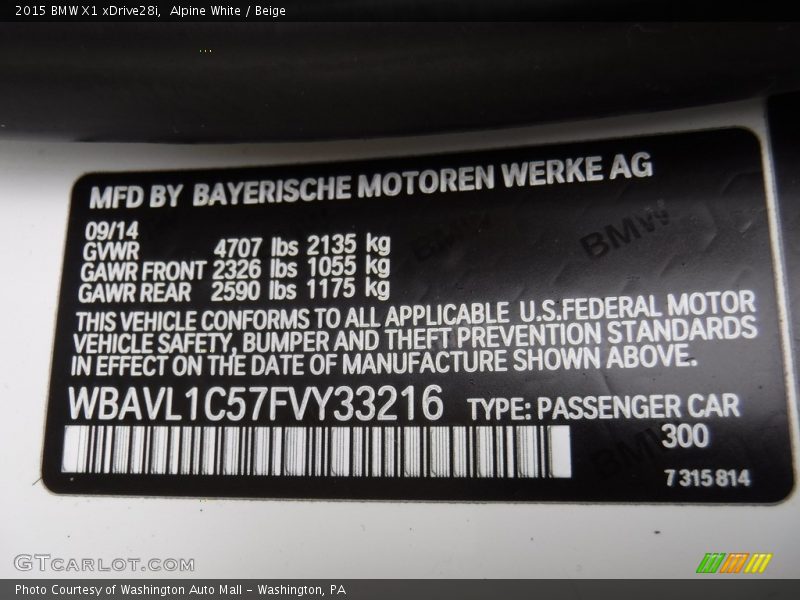 2015 BMW X1 xDrive28i, Alpine White / Beige
MFD BY BAYERISCHE MOTOREN WERKE AG
09/14
GVWR 4707 lbs 2135 kg
GAWR FRONT 2326 lbs 1055 kg
GAWR REAR 2590 lbs 1175 kg
THIS VEHICLE CONFORMS TO ALL APPLICABLE U.S.FEDERAL MOTOR
VEHICLE SAFETY, BUMPER AND THEFT PREVENTION STANDARDS
IN EFFECT ON THE DATE OF MANUFACTURE SHOWN ABOVE.
WBAVL1C57FVY33216 TYPE: PASSENGER CAR
300
7 315 814
BMW
BMW
BMW
GTCARLOT.COM
Photo Courtesy of Washington Auto Mall - Washington, PA